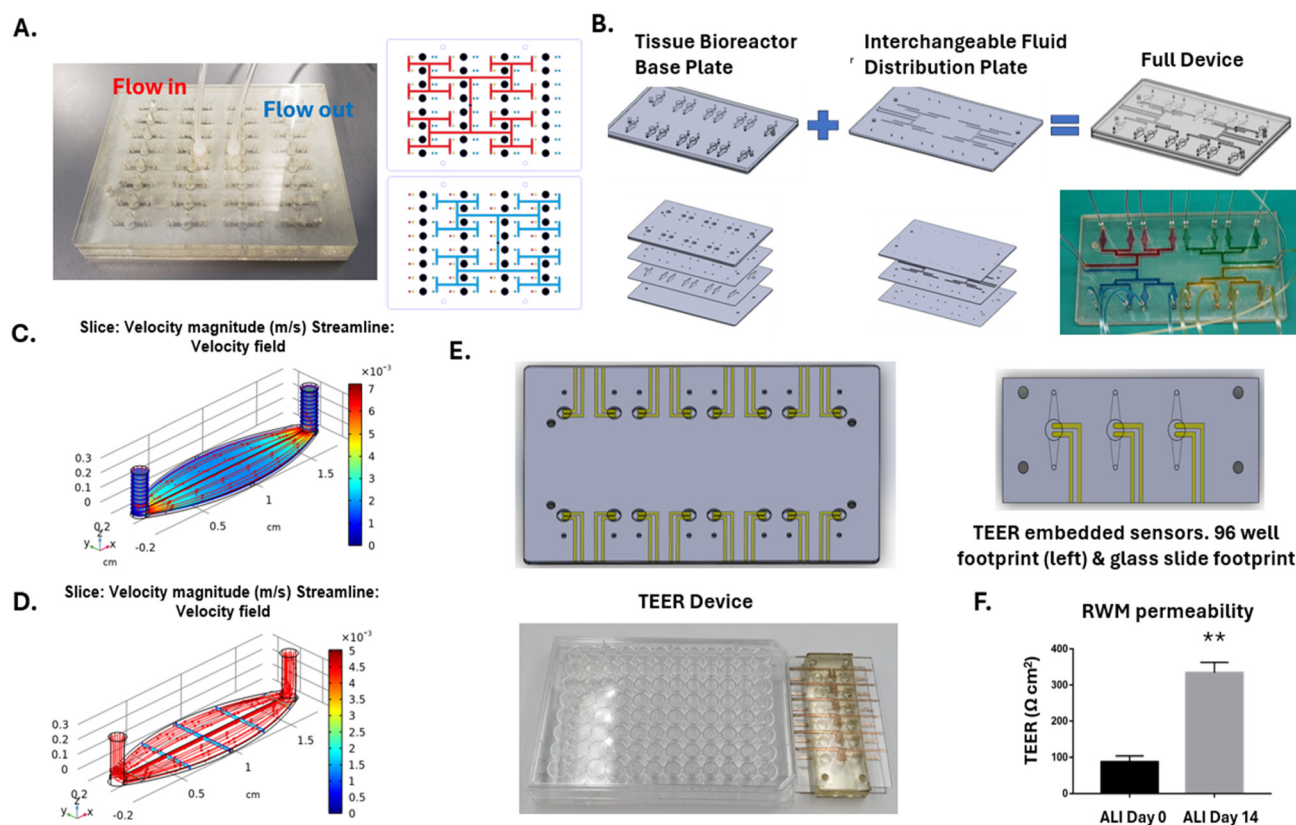 A.
Flow in
Flow out
B.
Tissue Bioreactor
Base Plate
Interchangeable Fluid
Distribution Plate
Full Device
C.
Slice: Velocity magnitude (m/s) Streamline:
Velocity field
×10⁻³
7
6
5
4
3
2
1
0
0.3
0.2
0.1
0
0.2
-0.2
cm
0.5
1
1.5
cm
y
z
x
D.
Slice: Velocity magnitude (m/s) Streamline:
Velocity field
×10⁻³
5
4.5
4
3.5
3
2.5
2
1.5
1
0.5
0
0.3
0.2
0.1
0
0.2
-0.2
cm
0.5
1
1.5
cm
y
z
x
E.
TEER embedded sensors. 96 well
footprint (left) & glass slide footprint
TEER Device
F.
RWM permeability
**
TEER (Ω cm²)
400
300
200
100
0
ALI Day 0
ALI Day 14